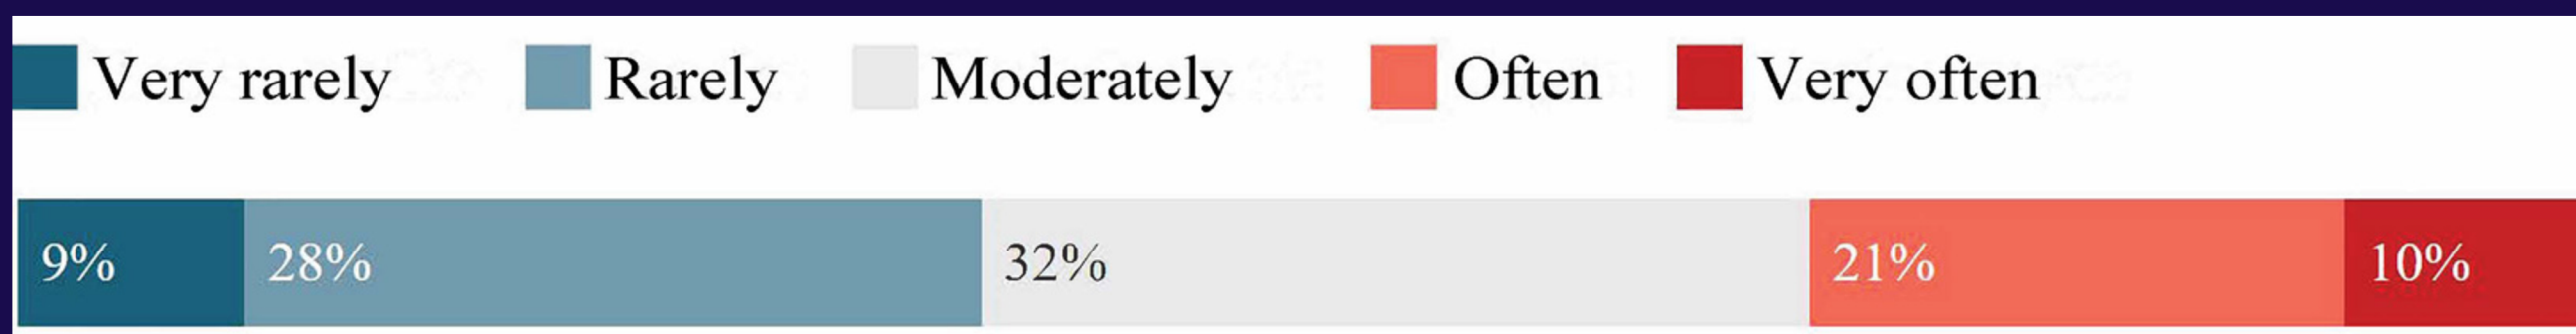 Very rarely Rarely Moderately Often Very often
9% 28% 32% 21% 10%